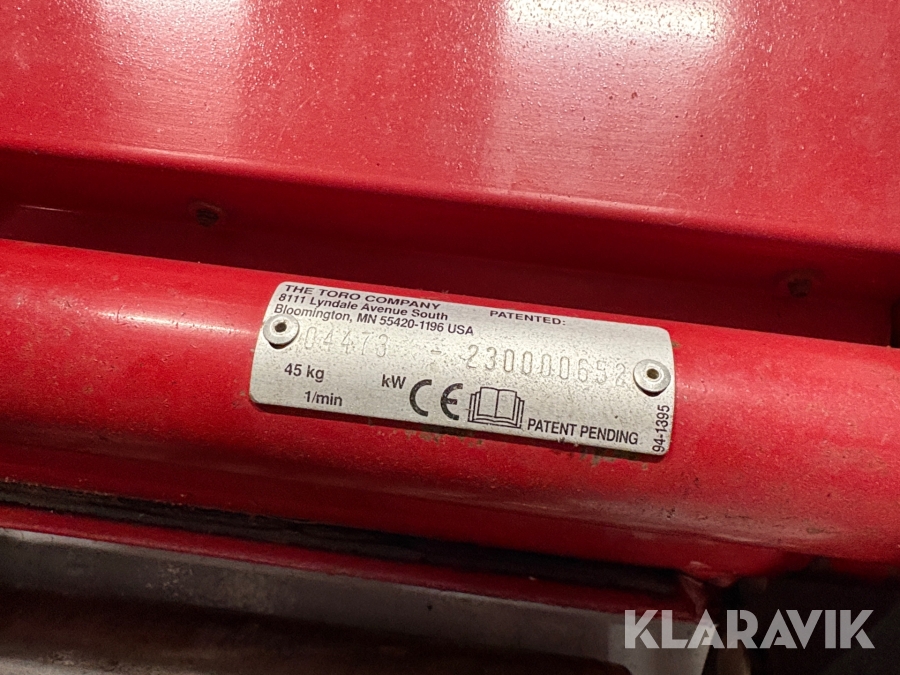 THE TORO COMPANY
8111 Lyndale Avenue South
Bloomington, MN 55420-1196 USA
PATENTED:
04473 - 230000652
45 kg
kW
1/min
CE
PATENT PENDING
94-1395
KLARAVIK